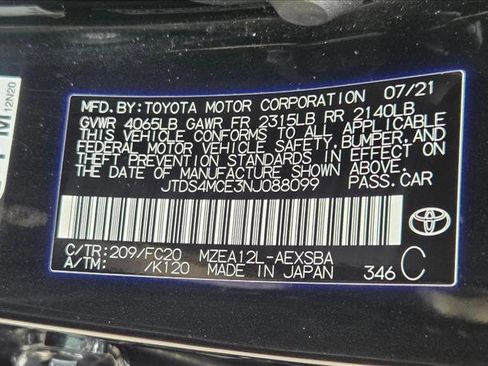 MFD. BY: TOYOTA MOTOR CORPORATION 07/21
GVWR 4065LB GAWR FR 2315LB RR 2140LB
THIS VEHICLE CONFORMS TO ALL APPLICABLE
FEDERAL MOTOR VEHICLE SAFETY, BUMPER, AND
THEFT PREVENTION STANDARDS IN EFFECT ON
THE DATE OF MANUFACTURE SHOWN ABOVE.
JTDS4MCE3NJ088099 PASS. CAR
C/TR: 209/FC20 MZEA12L-AEXSBA
A/TM: /K120 MADE IN JAPAN 346 C
12N20